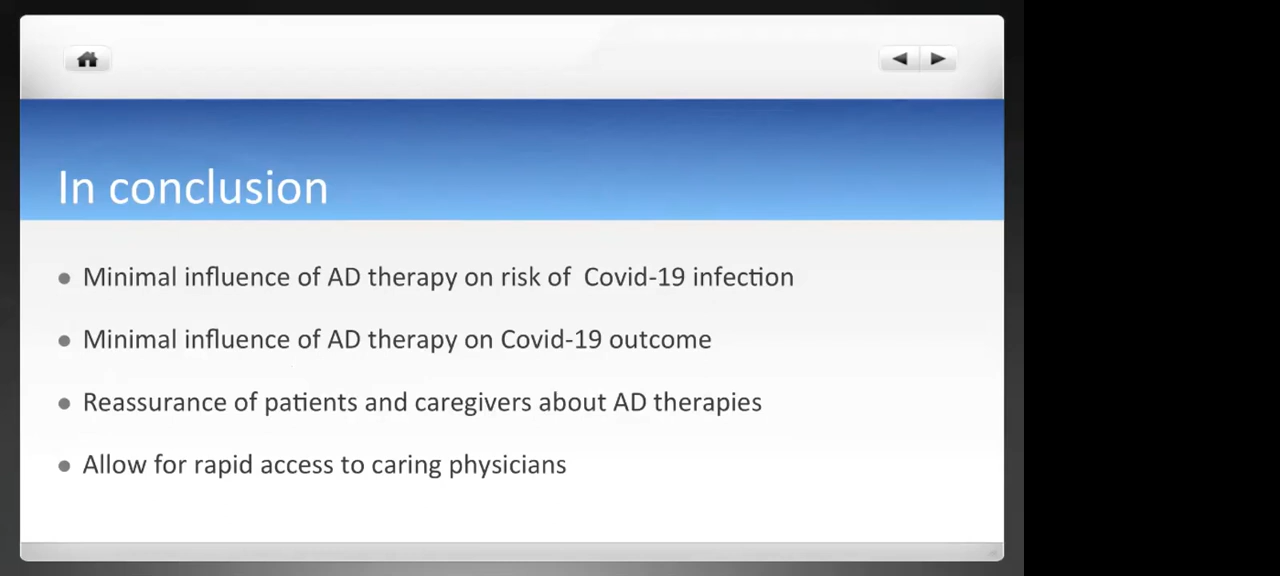 In conclusion
Minimal influence of AD therapy on risk of Covid-19 infection
Minimal influence of AD therapy on Covid-19 outcome
Reassurance of patients and caregivers about AD therapies
Allow for rapid access to caring physicians